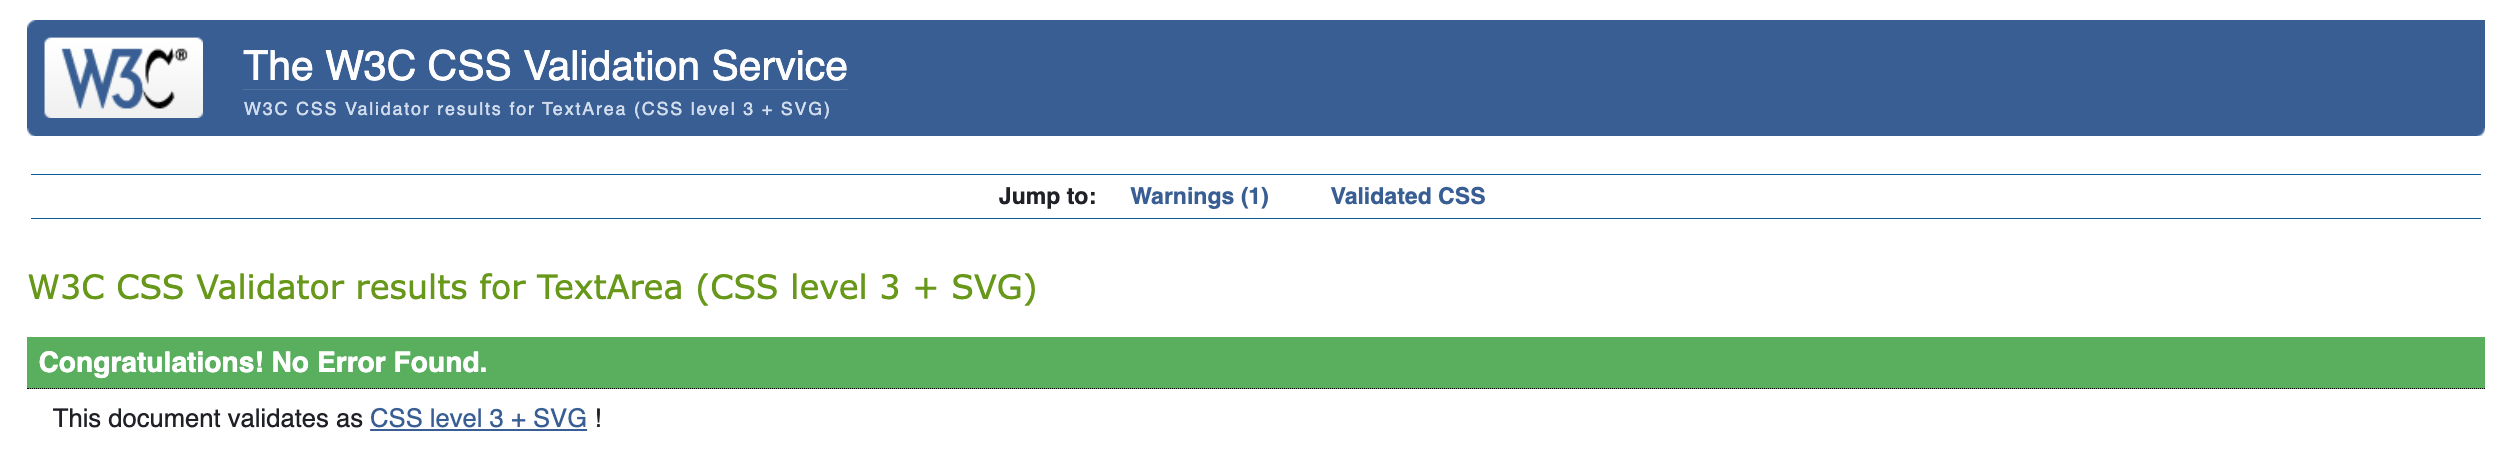 W3C®
The W3C CSS Validation Service
W3C CSS Validator results for TextArea (CSS level 3 + SVG)
Jump to: Warnings (1) Validated CSS
W3C CSS Validator results for TextArea (CSS level 3 + SVG)
Congratulations! No Error Found.
This document validates as CSS level 3 + SVG !